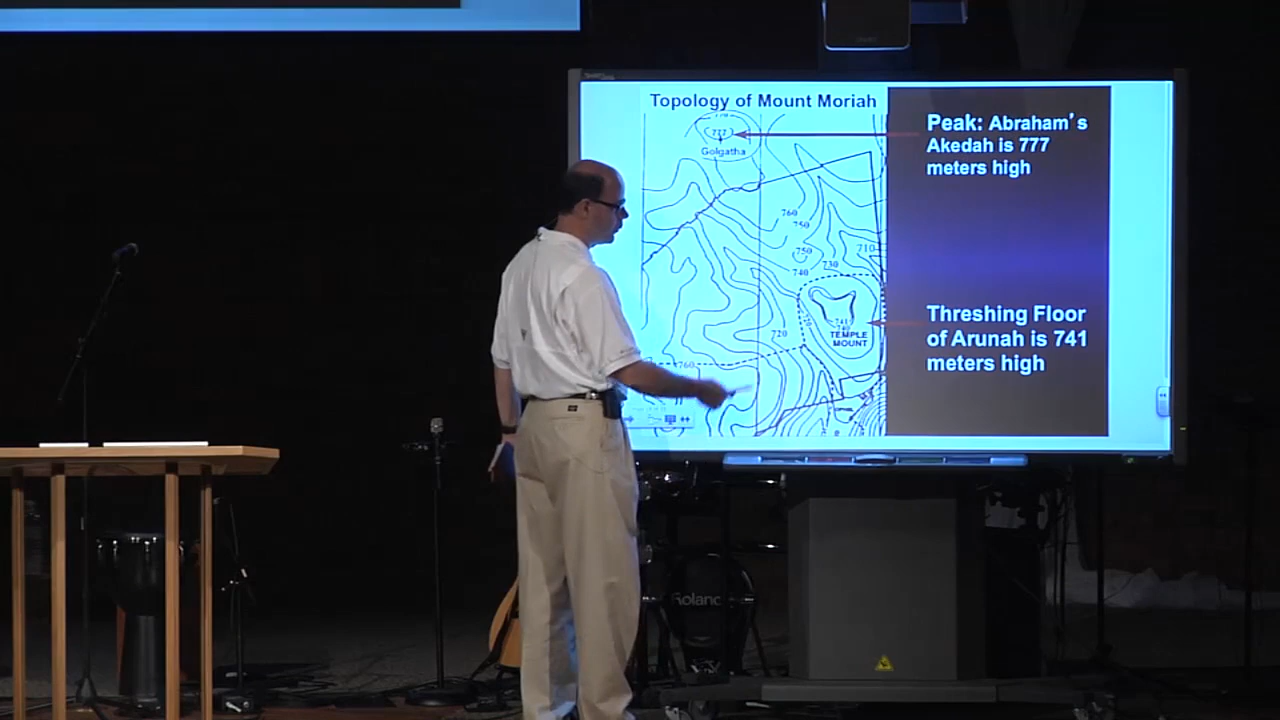 Topology of Mount Moriah
777
Golgatha
760
750
750
710
740
730
741
TEMPLE
MOUNT
720
760
Peak: Abraham's
Akedah is 777
meters high
Threshing Floor
of Arunah is 741
meters high
Roland